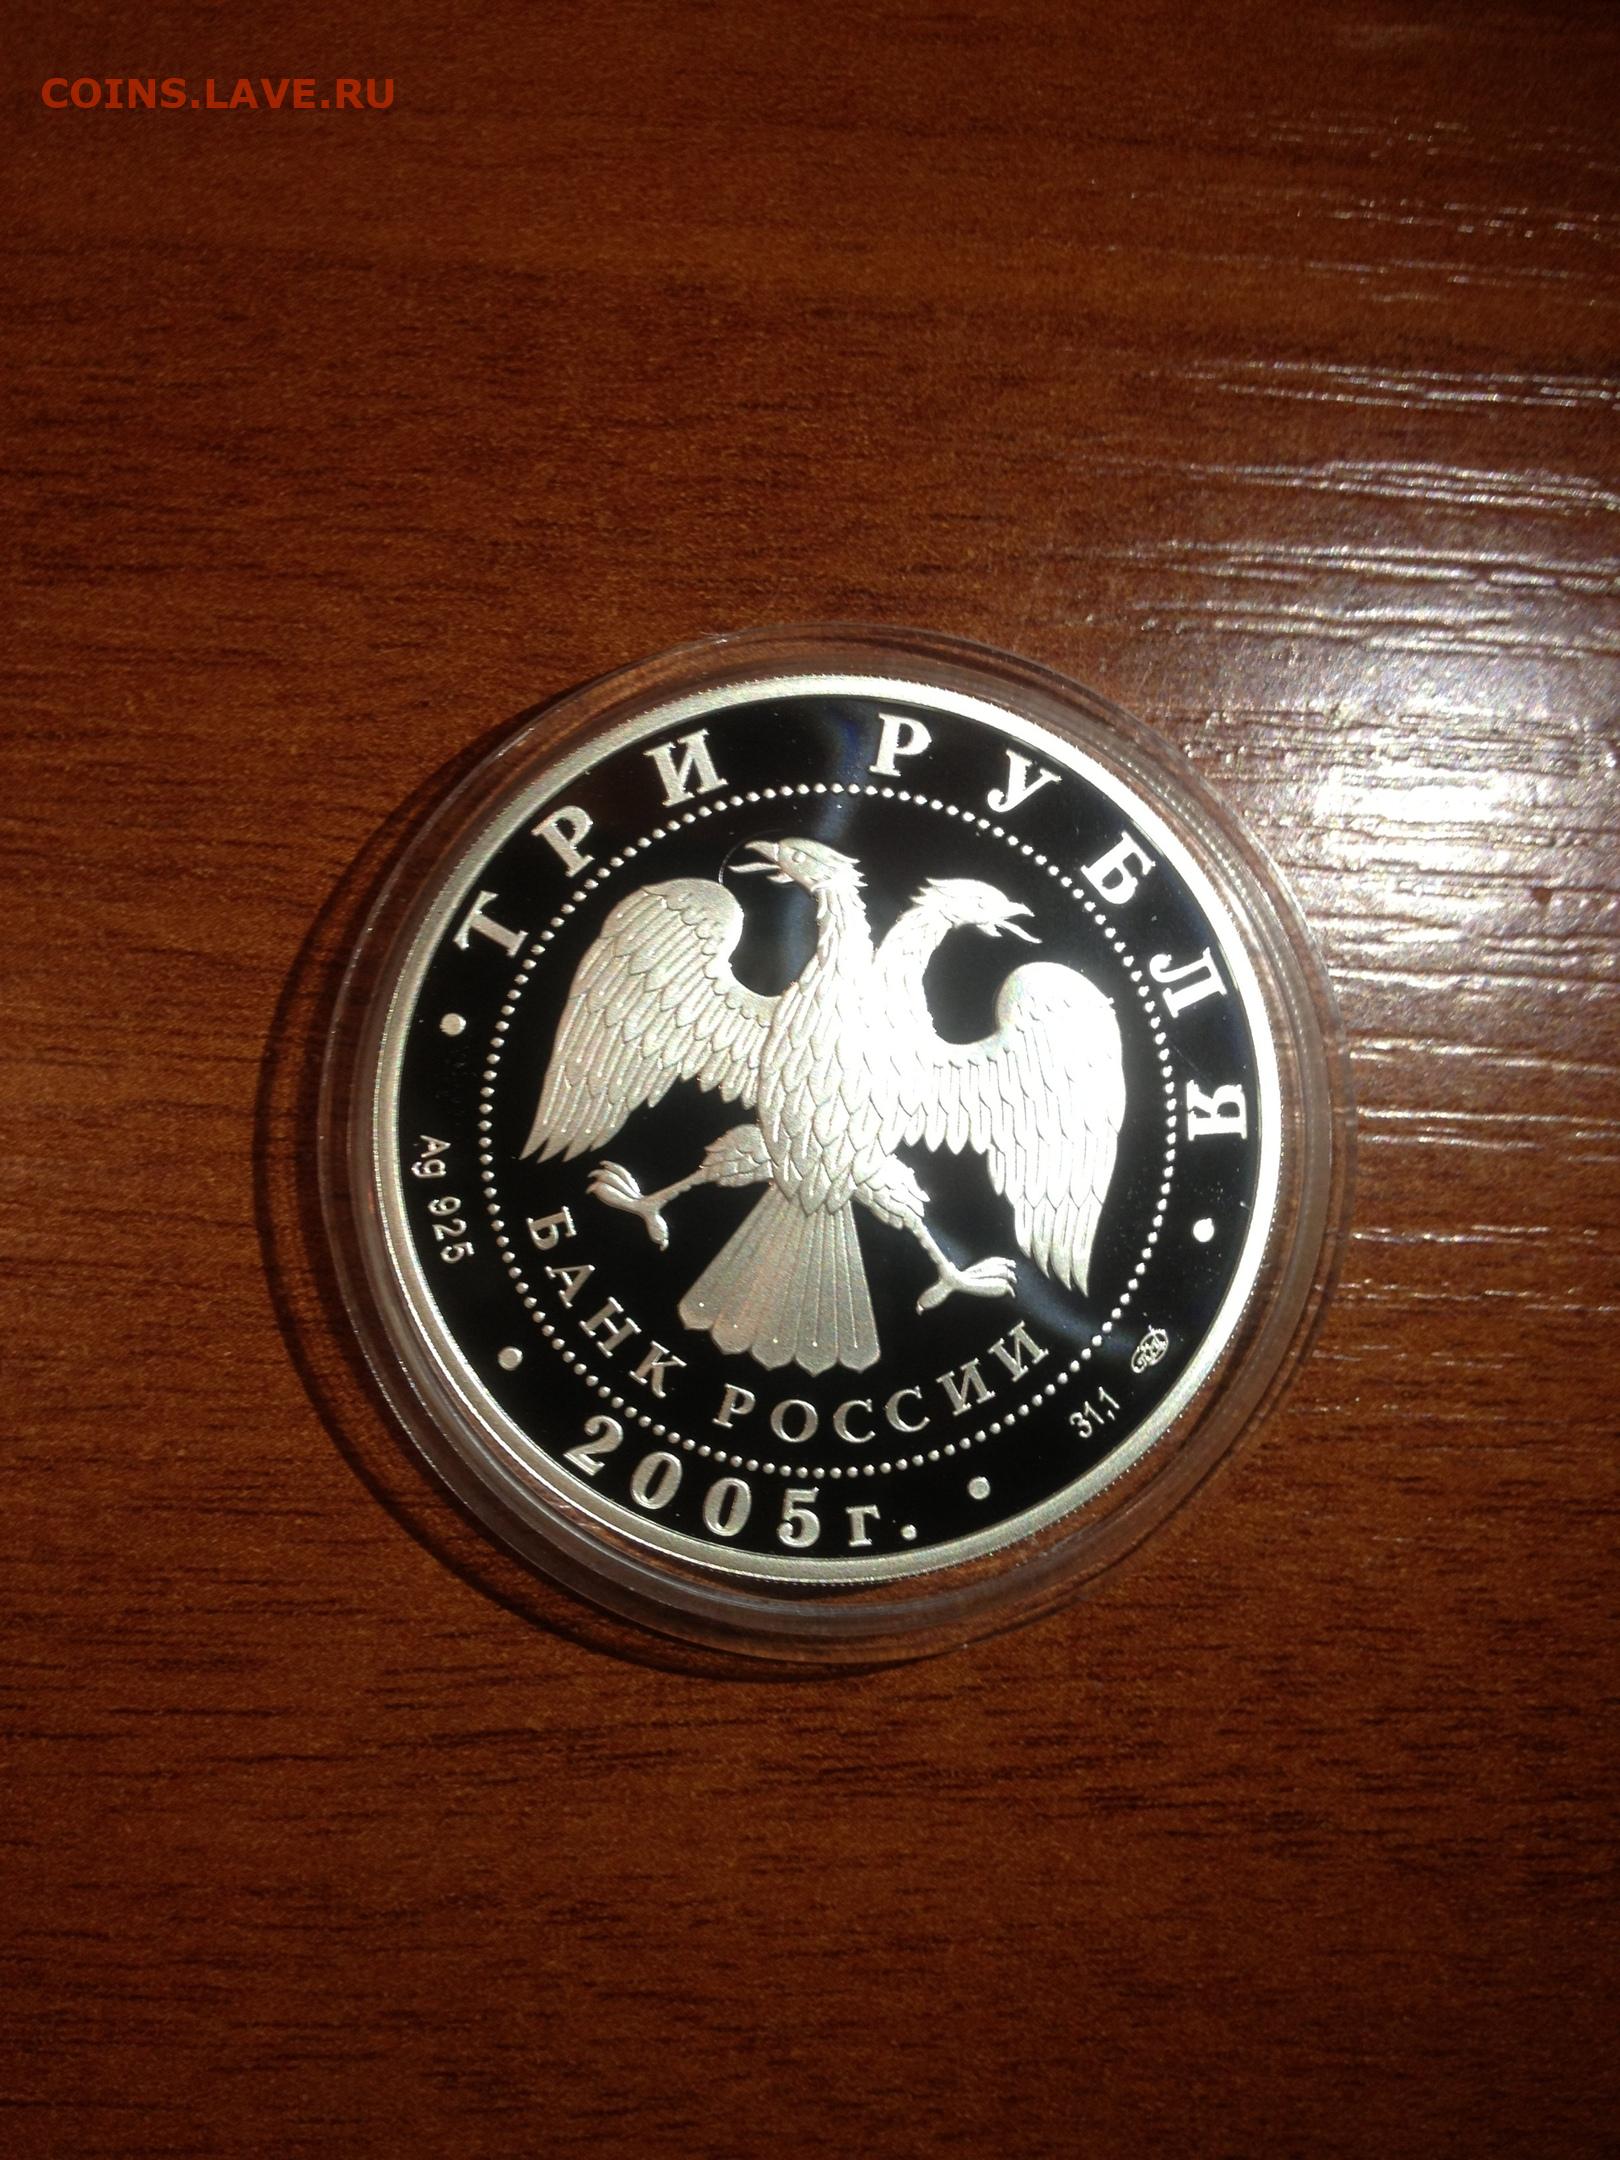 COINS.LAVE.RU
ТРИ РУБЛЯ
Ag 925
БАНК РОССИИ
31,1
2005г.